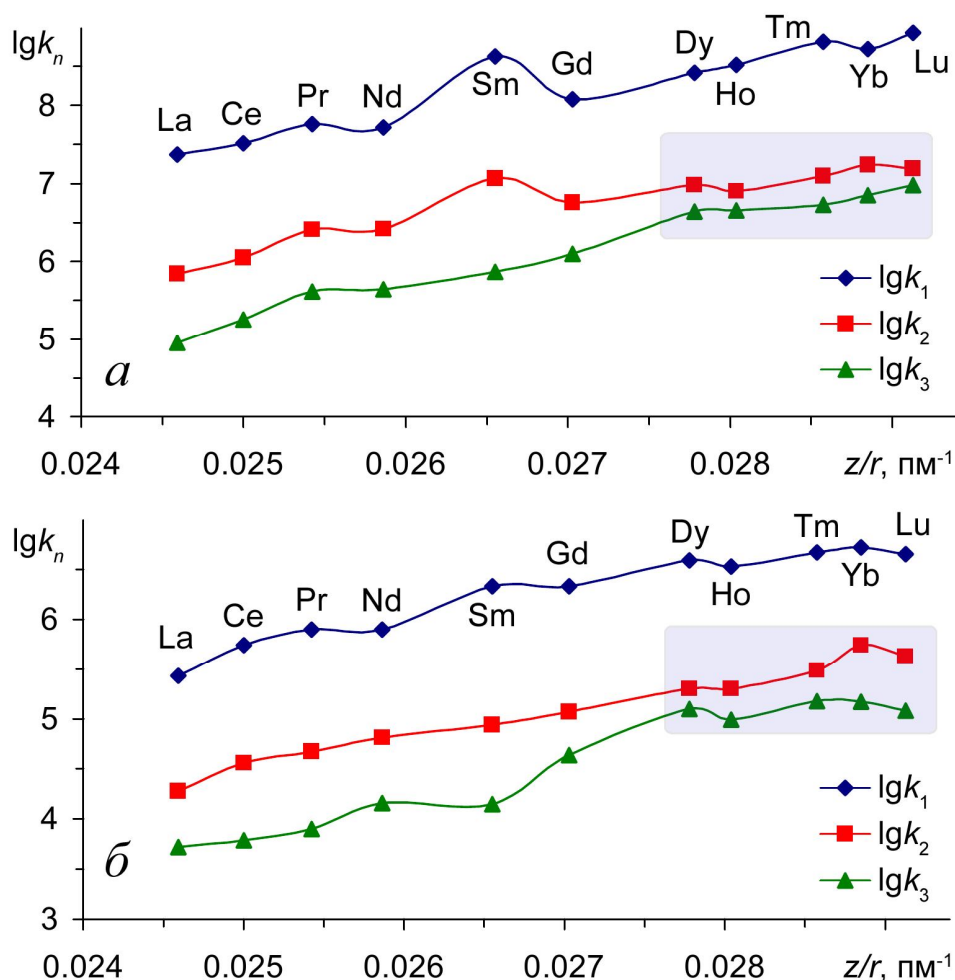 lgkₙ
8
7
6
5
4
La
Ce
Pr
Nd
Sm
Gd
Dy
Ho
Tm
Yb
Lu
lgk₁
lgk₂
lgk₃
а
0.024 0.025 0.026 0.027 0.028 z/r, пм⁻¹
lgkₙ
6
5
4
3
La
Ce
Pr
Nd
Sm
Gd
Dy
Ho
Tm
Yb
Lu
lgk₁
lgk₂
lgk₃
б
0.024 0.025 0.026 0.027 0.028 z/r, пм⁻¹